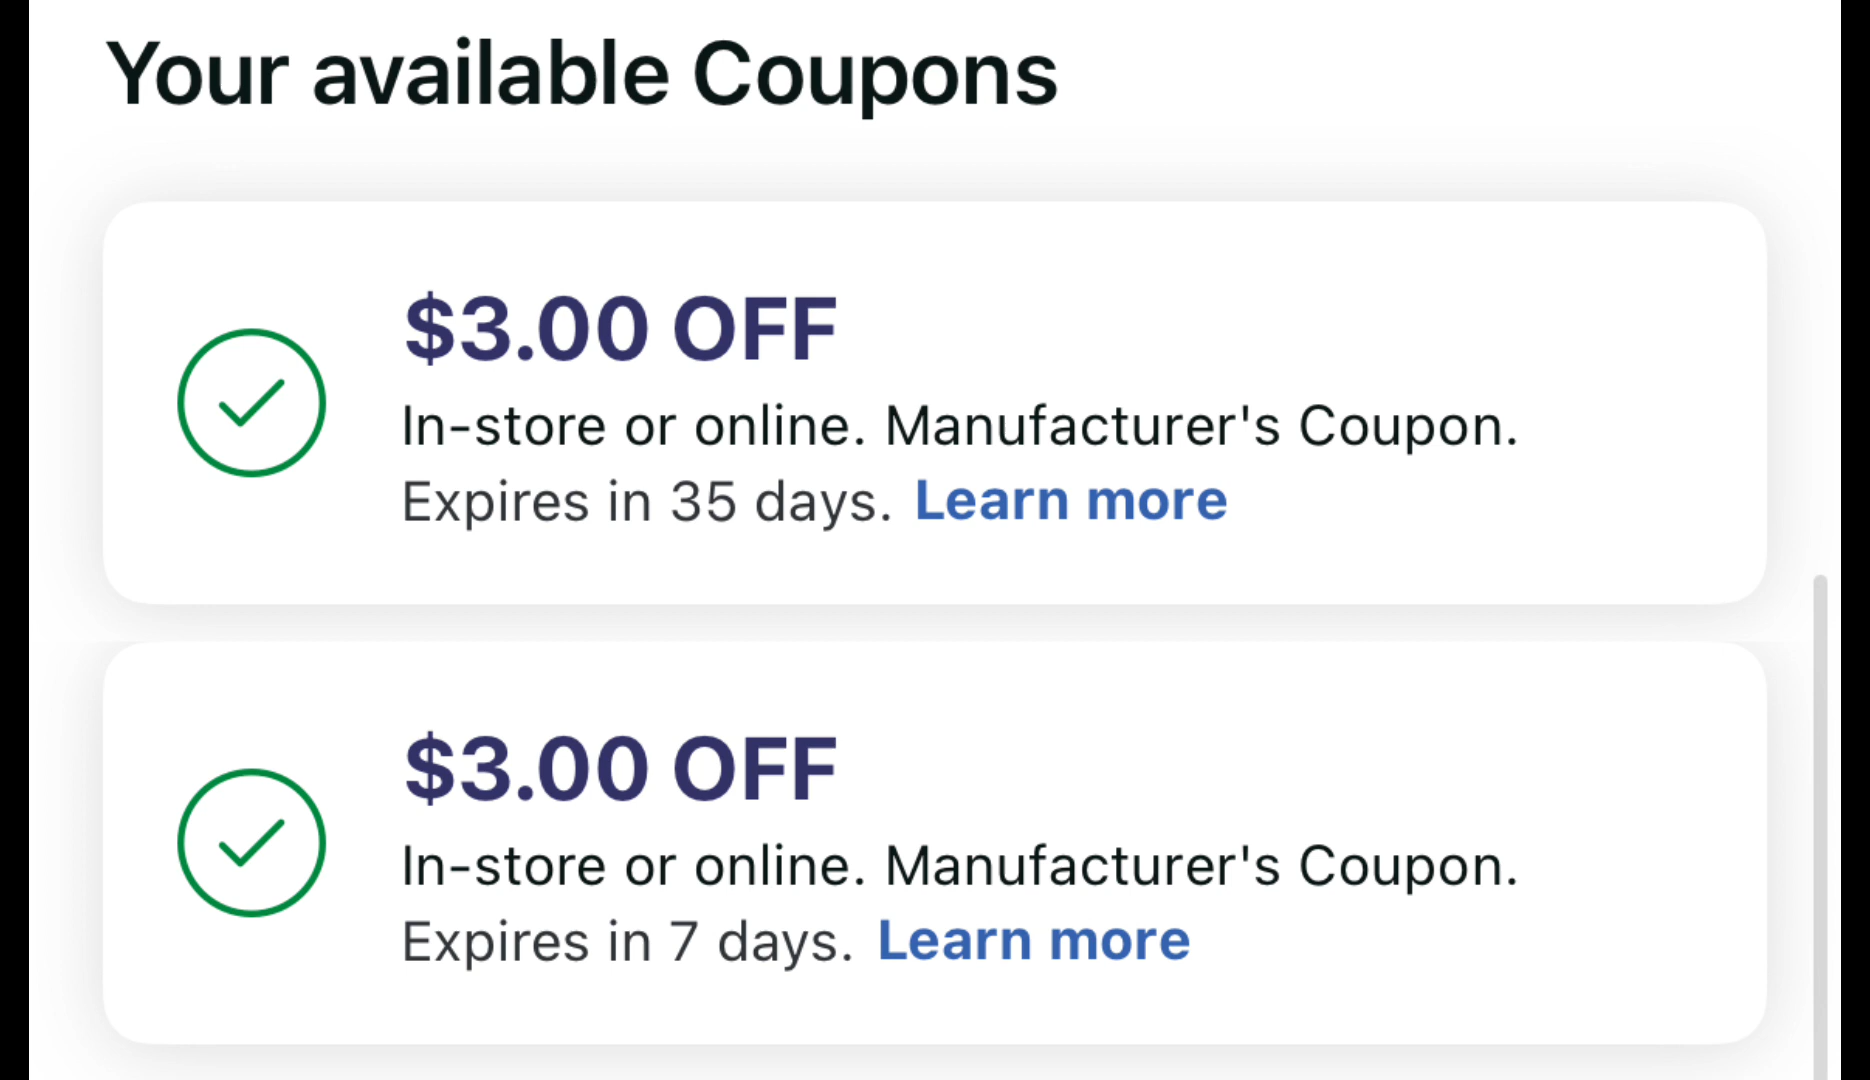 Your available Coupons
$3.00 OFF
In-store or online. Manufacturer's Coupon.
Expires in 35 days. Learn more
$3.00 OFF
In-store or online. Manufacturer's Coupon.
Expires in 7 days. Learn more